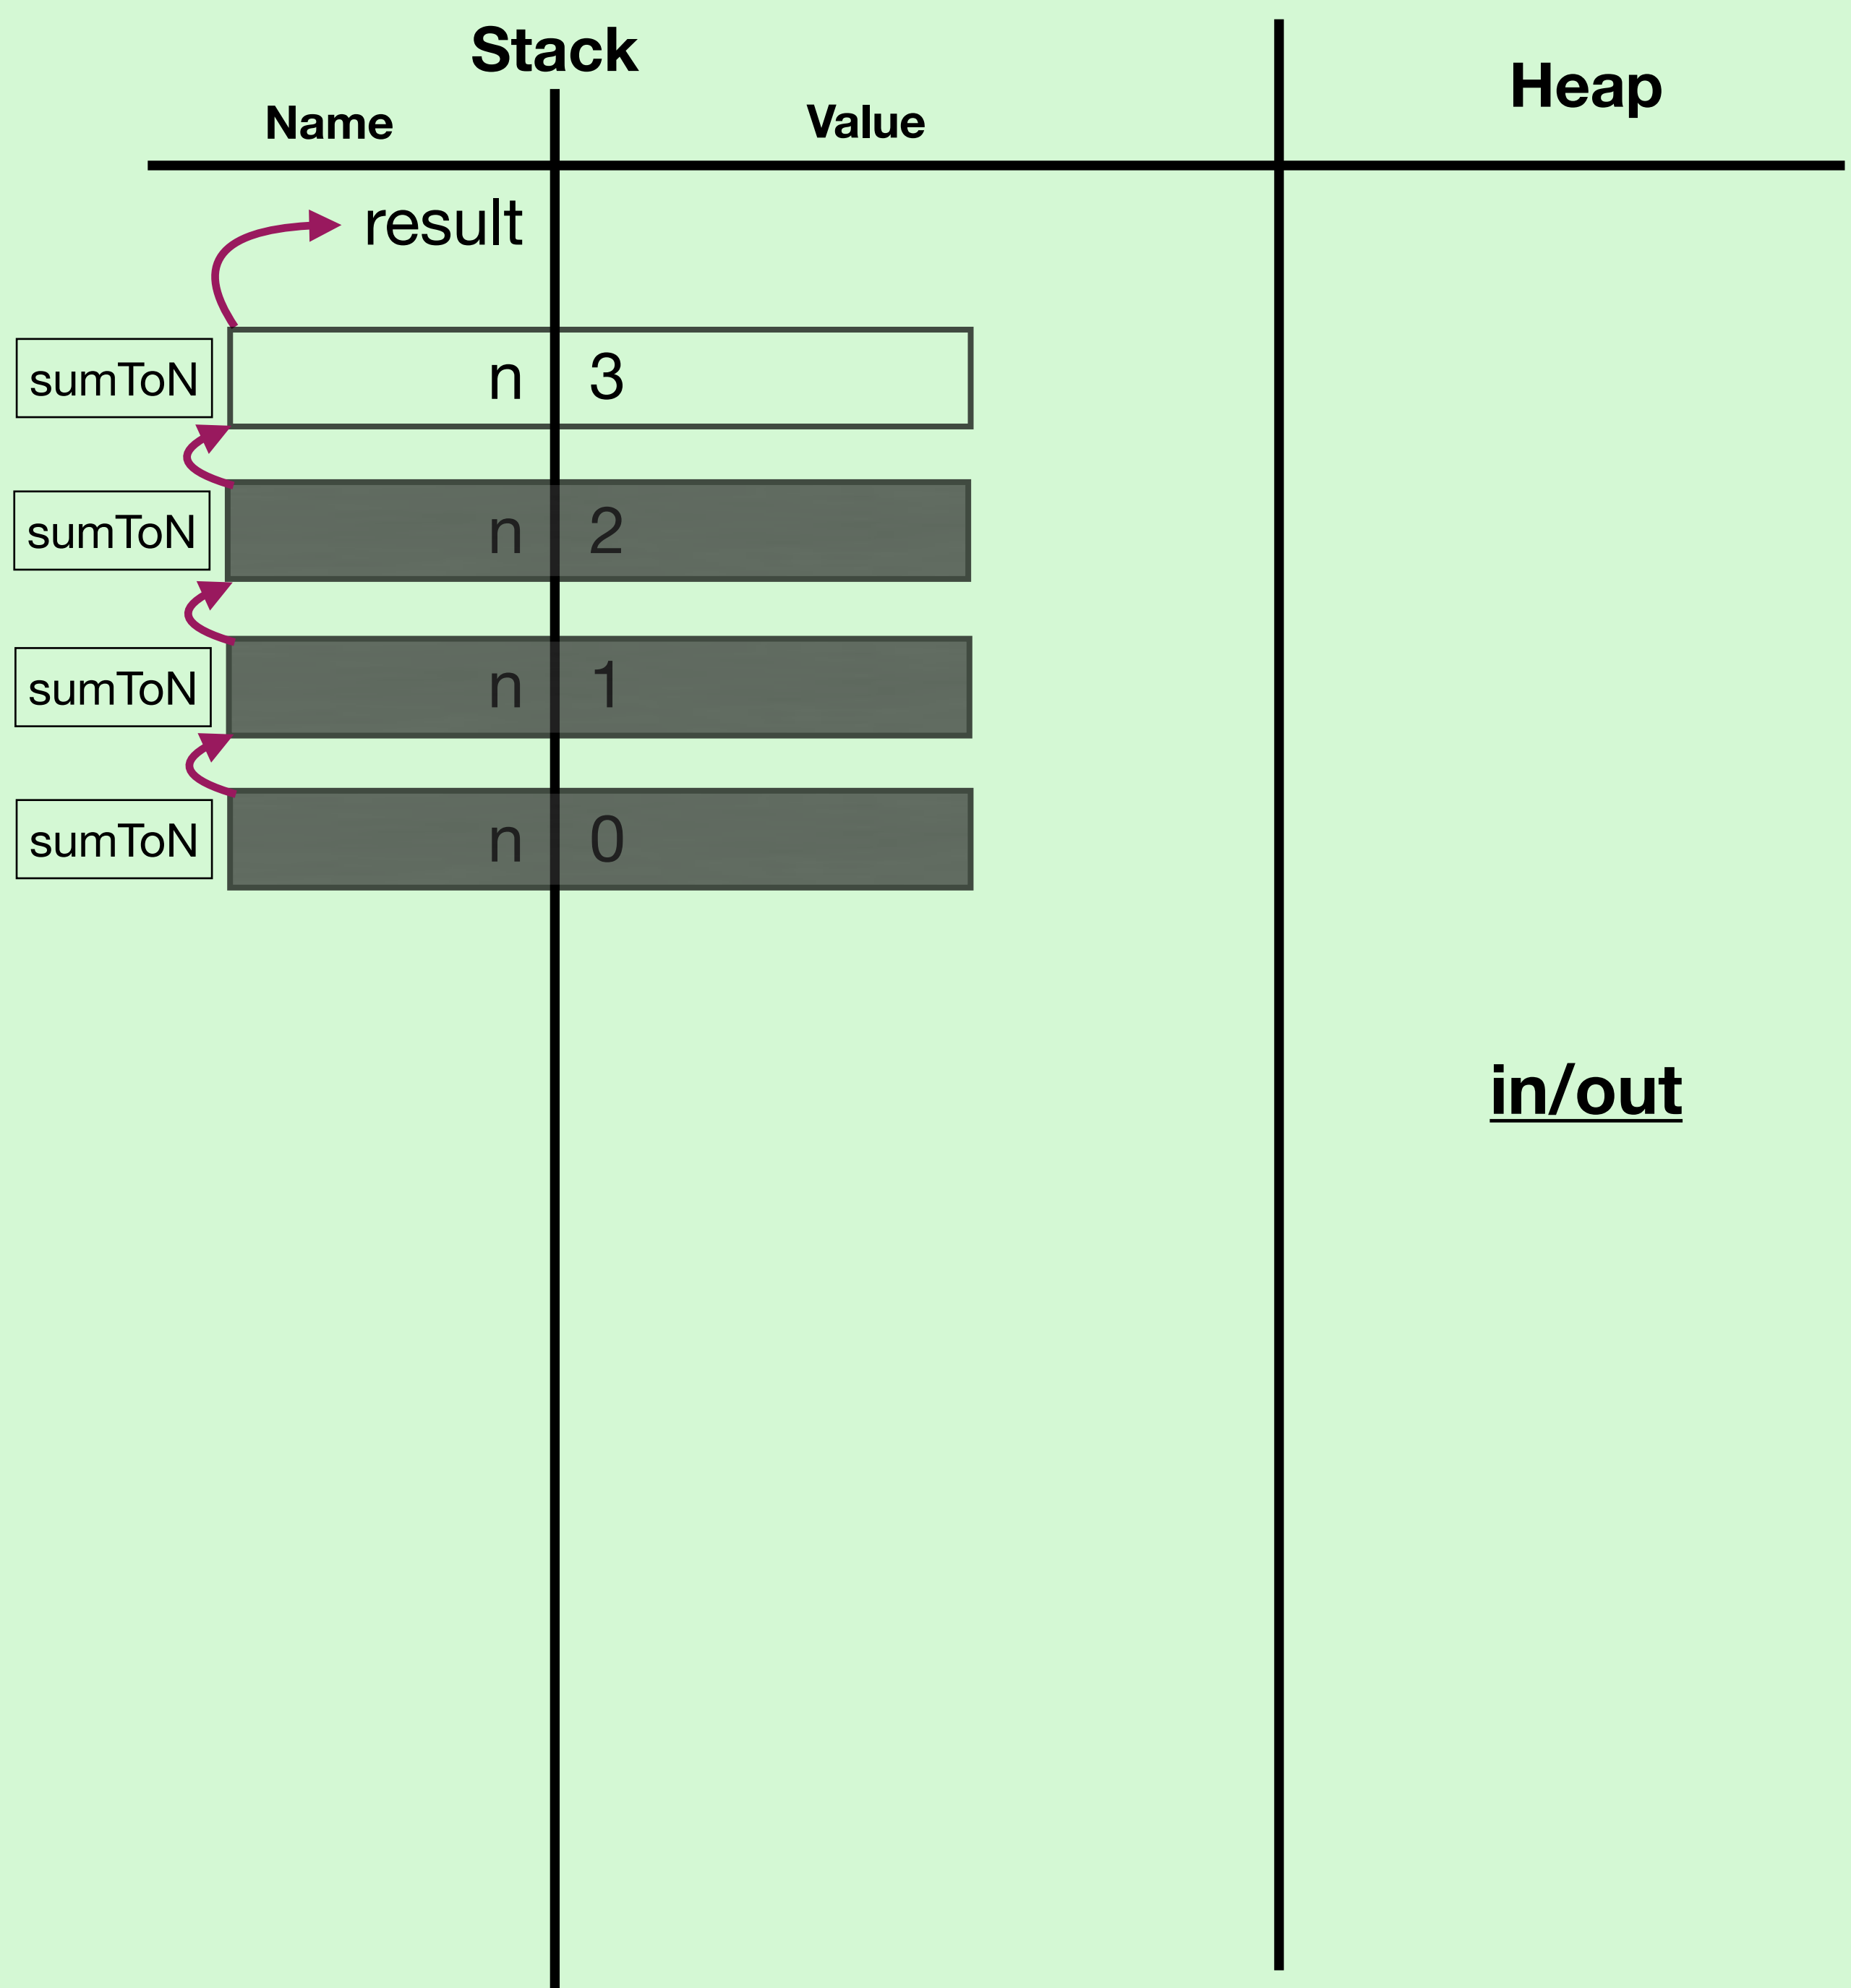 Stack
Heap
Name Value
result
sumToN n 3
sumToN n 2
sumToN n 1
sumToN n 0
in/out